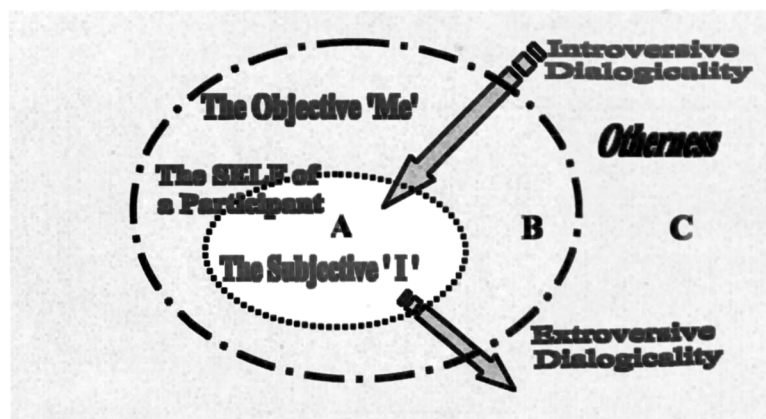 Introversive
Dialogicality
The Objective 'Me'
Otherness
The SELF of
a Participant
A
B
C
The Subjective ' I '
Extroversive
Dialogicality